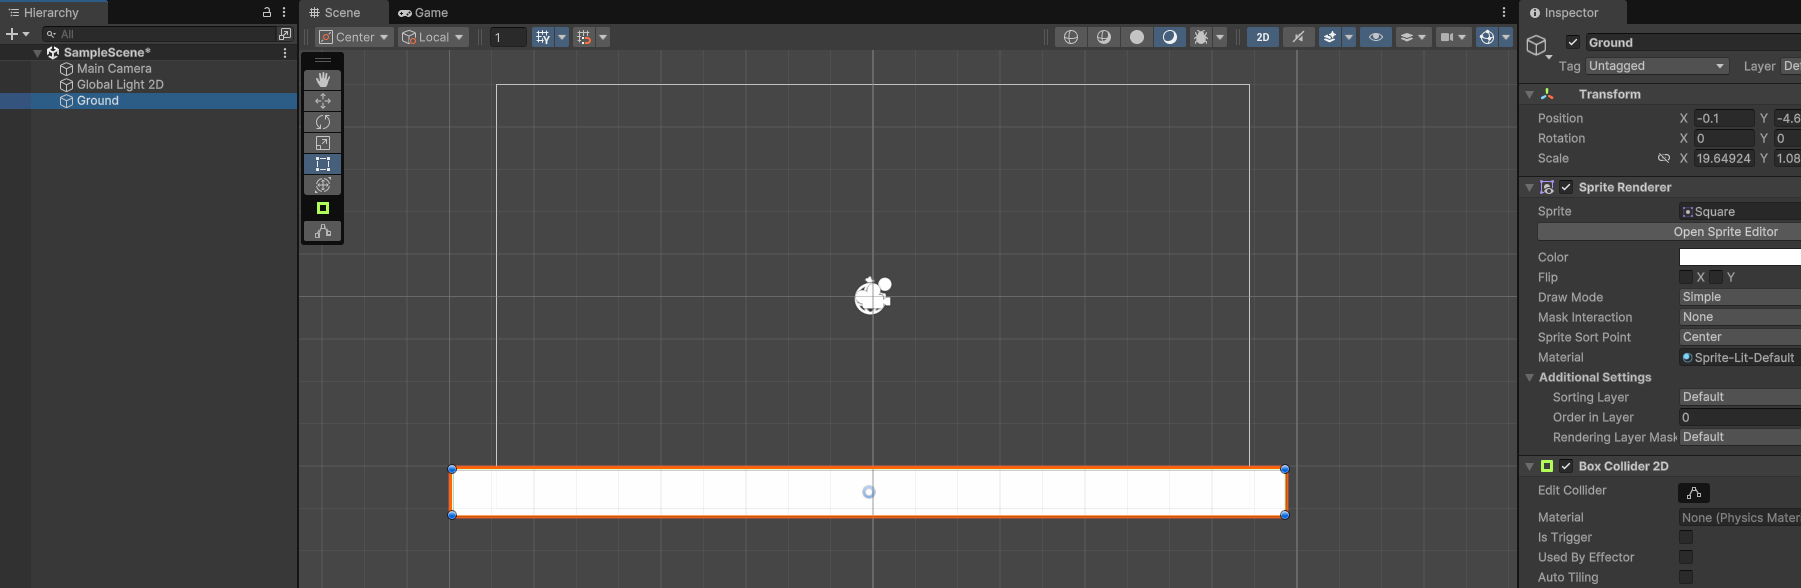 Hierarchy
All
SampleScene*
Main Camera
Global Light 2D
Ground
Scene
Game
Center
Local
1
2D
Inspector
Ground
Tag Untagged Layer De
Transform
Position X -0.1 Y -4.6
Rotation X 0 Y 0
Scale X 19.64924 Y 1.08
Sprite Renderer
Sprite Square
Open Sprite Editor
Color
Flip X Y
Draw Mode Simple
Mask Interaction None
Sprite Sort Point Center
Material Sprite-Lit-Default
Additional Settings
Sorting Layer Default
Order in Layer 0
Rendering Layer Mask Default
Box Collider 2D
Edit Collider
Material None (Physics Mater
Is Trigger
Used By Effector
Auto Tiling